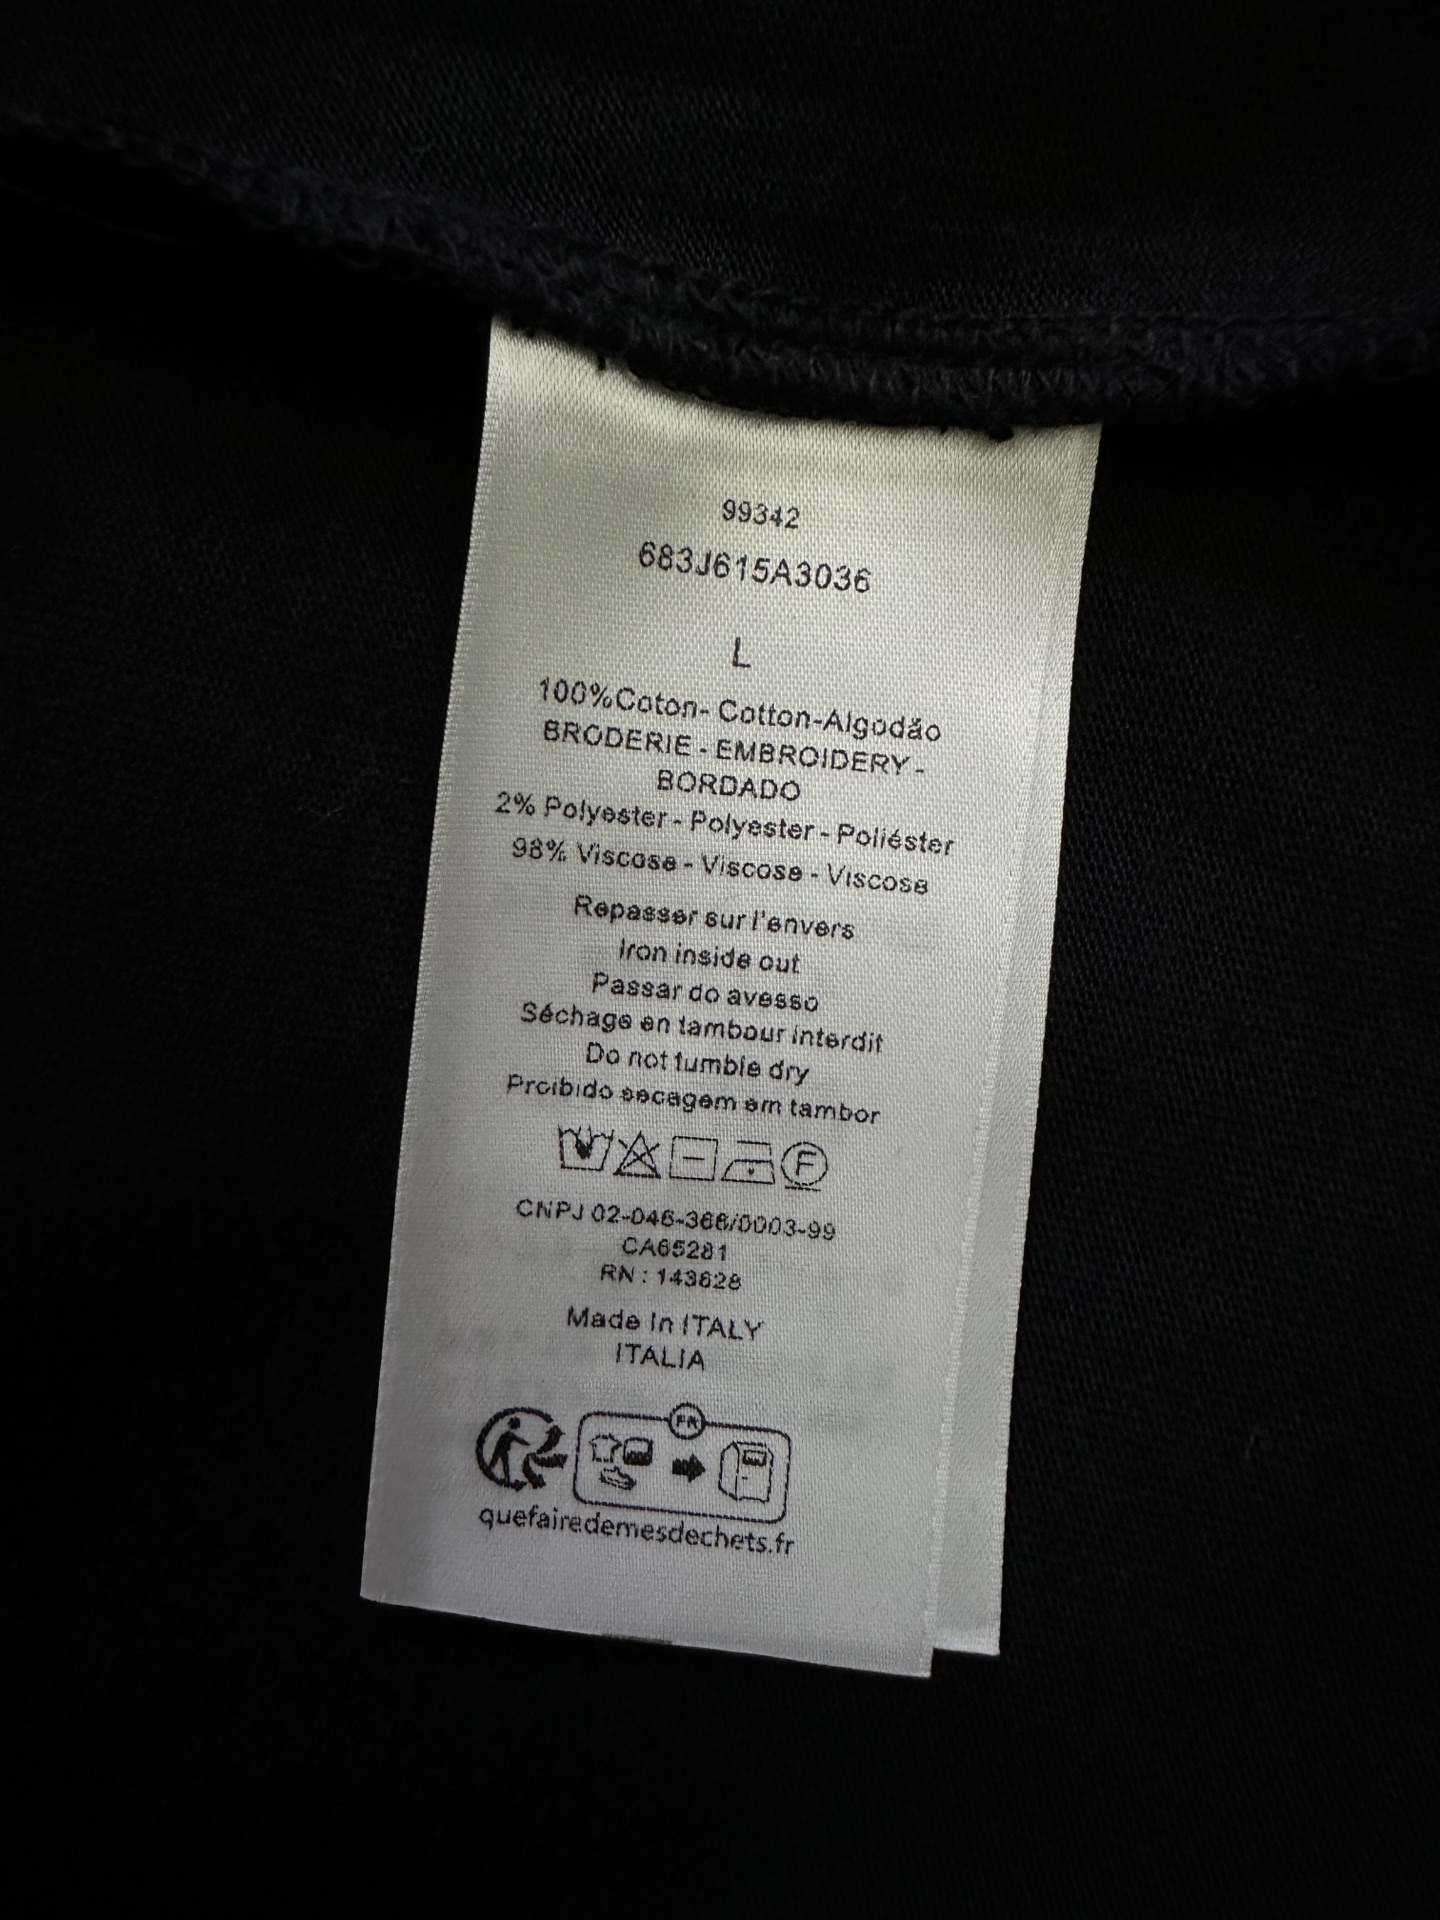 99342
683J615A3036
L
100%Coton- Cotton-Algodão
BRODERIE - EMBROIDERY -
BORDADO
2% Polyester - Polyester - Poliéster
98% Viscose - Viscose - Viscose
Repasser sur l'envers
Iron inside out
Passar do avesso
Séchage en tambour interdit
Do not tumble dry
Proibido secagem em tambor
F
CNPJ 02-046-366/0003-99
CA65281
RN : 143628
Made In ITALY
ITALIA
FR
quefairedemesdechets.fr